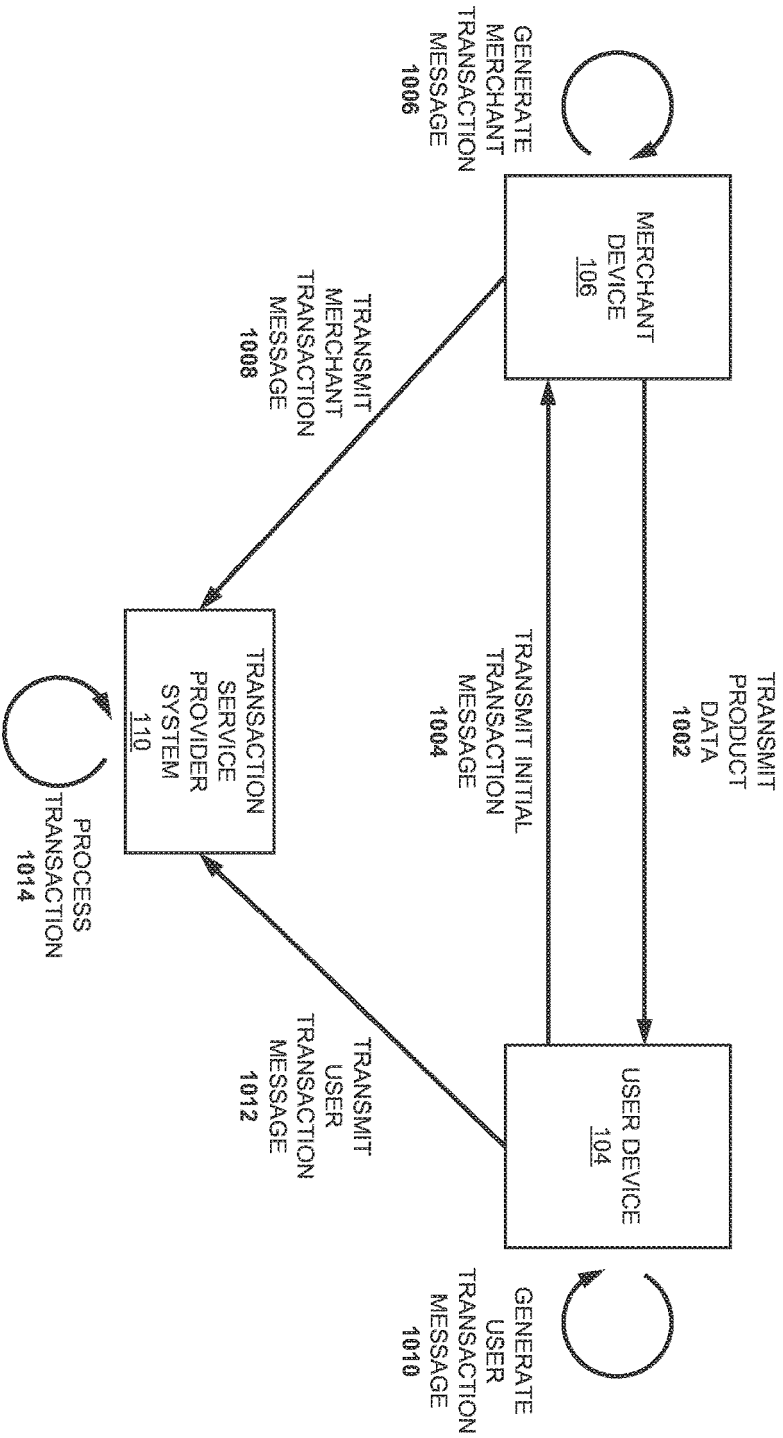 TRANSMIT
PRODUCT
DATA
1002
MERCHANT
DEVICE
106
USER DEVICE
104
TRANSMIT INITIAL
TRANSACTION
MESSAGE
1004
GENERATE
MERCHANT
TRANSACTION
MESSAGE
1006
GENERATE
USER
TRANSACTION
MESSAGE
1010
TRANSMIT
MERCHANT
TRANSACTION
MESSAGE
1008
TRANSMIT
USER
TRANSACTION
MESSAGE
1012
TRANSACTION
SERVICE
PROVIDER
SYSTEM
110
PROCESS
TRANSACTION
1014